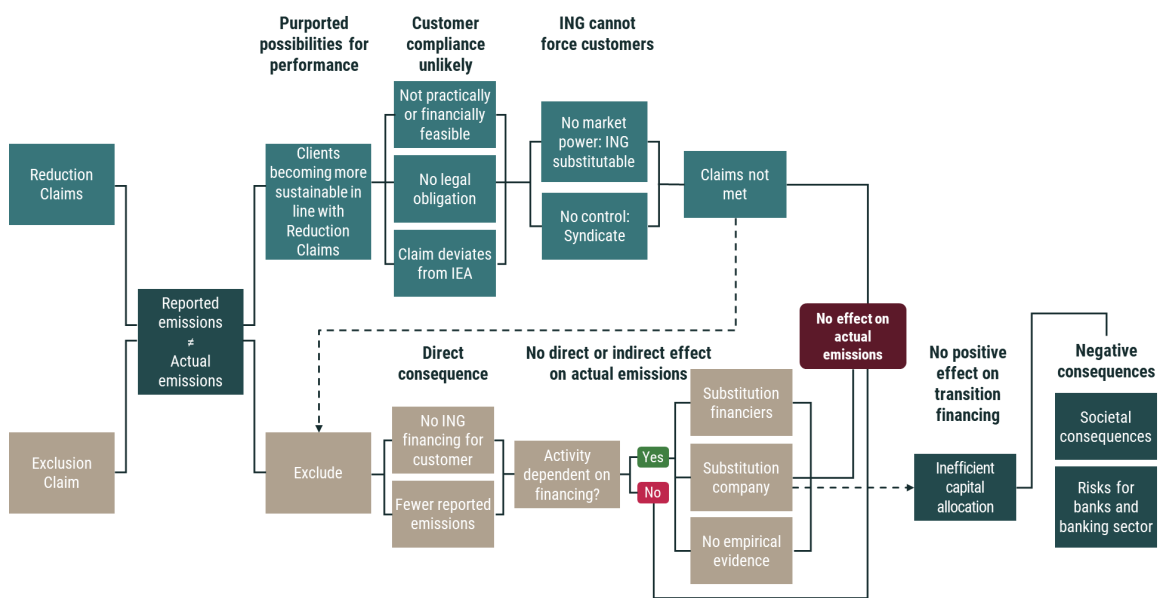 Purported
possibilities for
performance
Customer
compliance
unlikely
ING cannot
force customers
Reduction
Claims
Clients
becoming more
sustainable in
line with
Reduction
Claims
Not practically
or financially
feasible
No legal
obligation
Claim deviates
from IEA
No market
power: ING
substitutable
No control:
Syndicate
Claims not
met
Reported
emissions
≠
Actual
emissions
No effect on
actual
emissions
Direct
consequence
No direct or indirect effect
on actual emissions
No positive
effect on
transition
financing
Negative
consequences
Exclusion
Claim
Exclude
No ING
financing for
customer
Fewer reported
emissions
Activity
dependent on
financing?
Yes
No
Substitution
financiers
Substitution
company
No empirical
evidence
Inefficient
capital
allocation
Societal
consequences
Risks for
banks and
banking sector